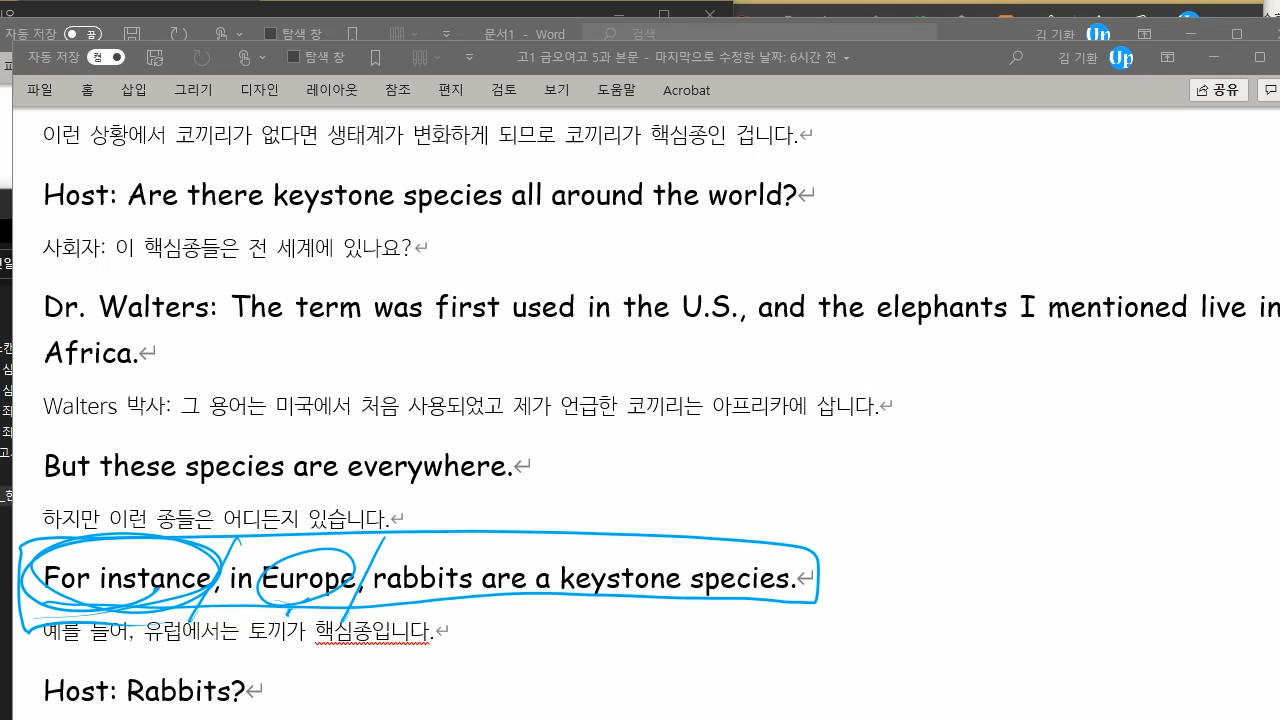 자동 저장 끔 탐색 창 문서1 - Word 검색 김 기환
자동 저장 켬 탐색 창 고1 금오여고 5과 본문 - 마지막으로 수정한 날짜: 6시간 전 김 기환
파일 홈 삽입 그리기 디자인 레이아웃 참조 편지 검토 보기 도움말 Acrobat 공유
이런 상황에서 코끼리가 없다면 생태계가 변화하게 되므로 코끼리가 핵심종인 겁니다.
Host: Are there keystone species all around the world?
사회자: 이 핵심종들은 전 세계에 있나요?
Dr. Walters: The term was first used in the U.S., and the elephants I mentioned live in
Africa.
Walters 박사: 그 용어는 미국에서 처음 사용되었고 제가 언급한 코끼리는 아프리카에 삽니다.
But these species are everywhere.
하지만 이런 종들은 어디든지 있습니다.
For instance, in Europe, rabbits are a keystone species.
예를 들어, 유럽에서는 토끼가 핵심종입니다.
Host: Rabbits?